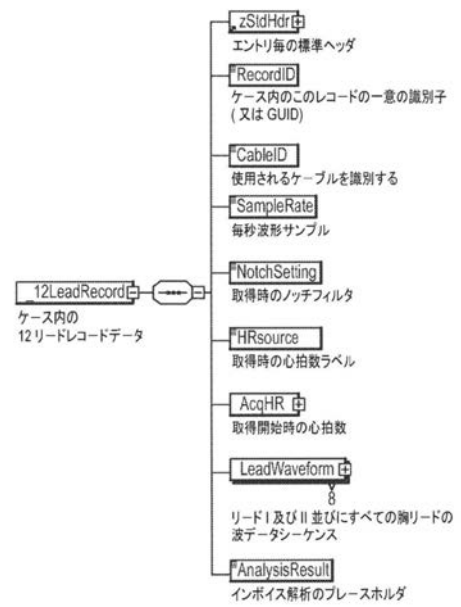 _12LeadRecord
ケース内の
12リードレコードデータ
zStdHdr
エントリ毎の標準ヘッダ
RecordID
ケース内のこのレコードの一意の識別子
(又は GUID)
CableID
使用されるケーブルを識別する
SampleRate
毎秒波形サンプル
NotchSetting
取得時のノッチフィルタ
HRsource
取得時の心拍数ラベル
AcqHR
取得開始時の心拍数
LeadWaveform
8
リード I 及び II 並びにすべての胸リードの
波データシーケンス
AnalysisResult
インボイス解析のプレースホルダ